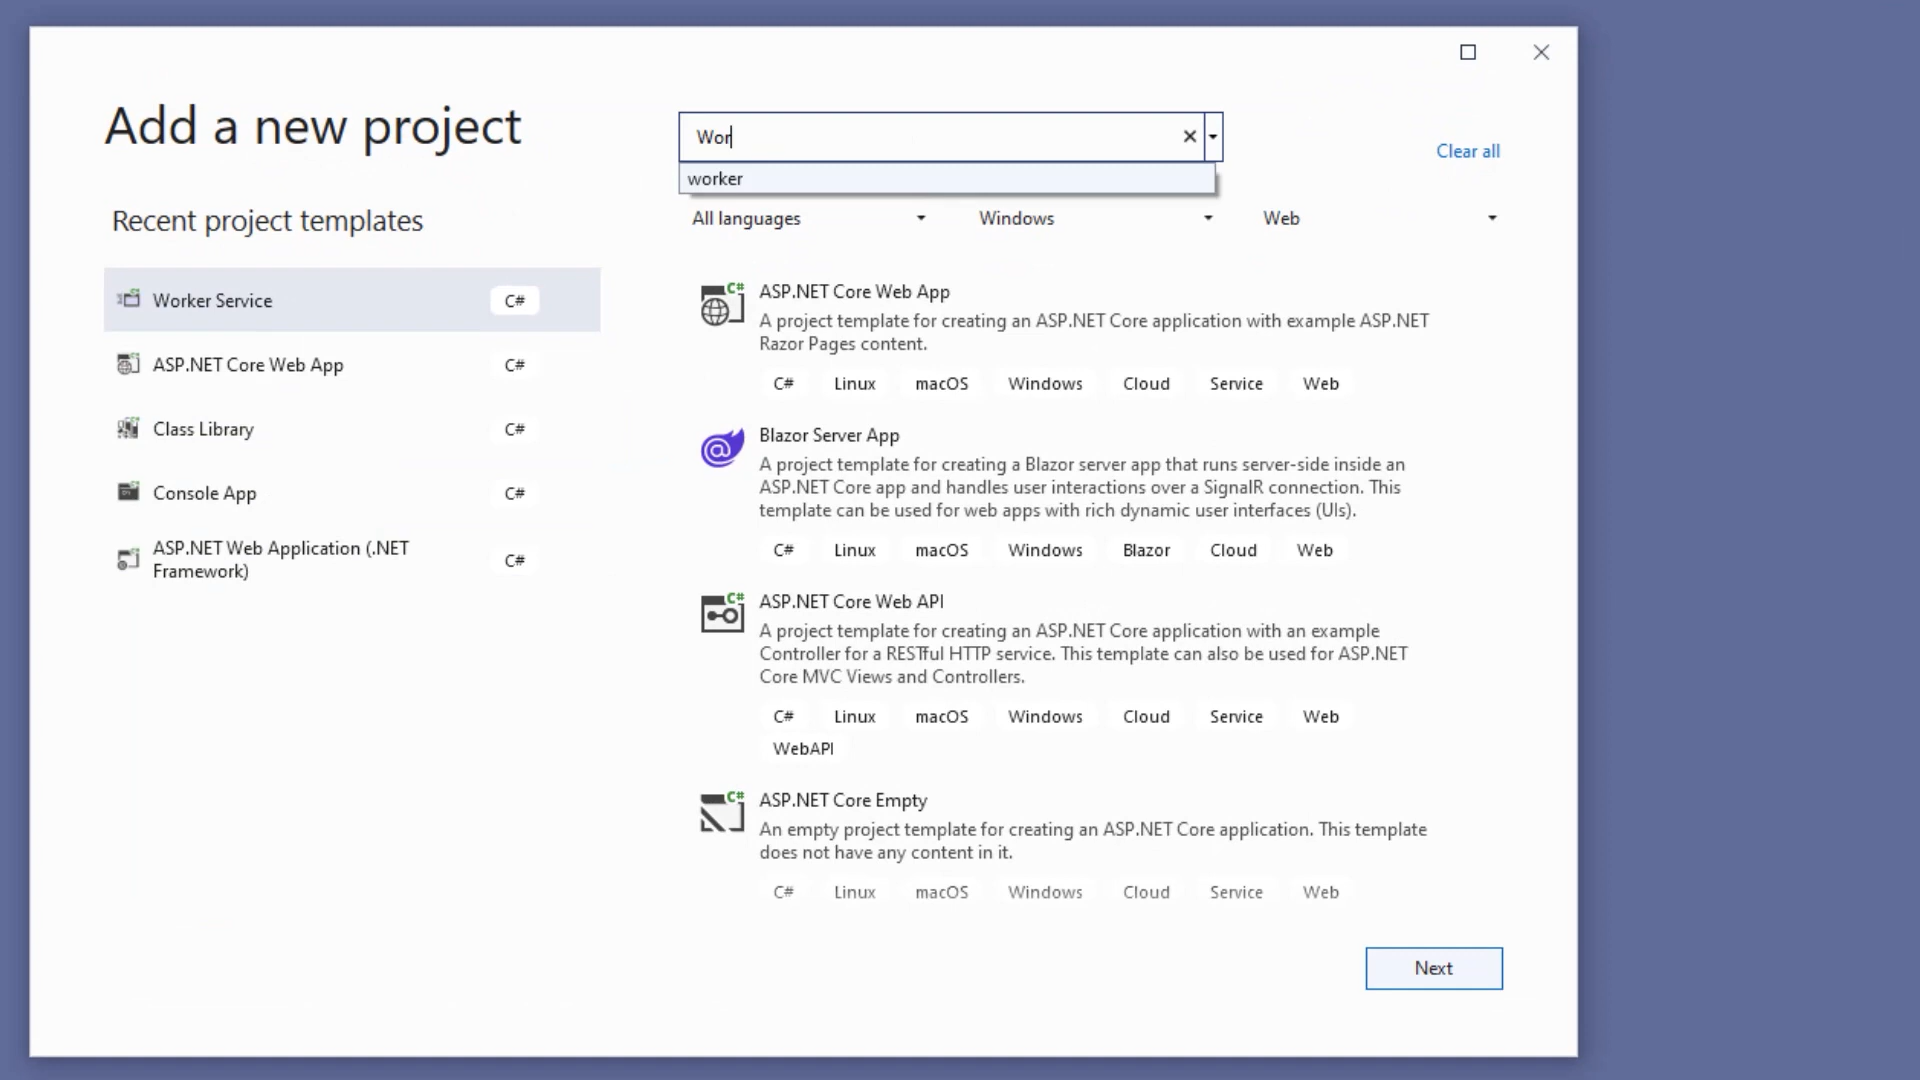 Add a new project
Wor
worker
Clear all
All languages
Windows
Web
Recent project templates
Worker Service
C#
ASP.NET Core Web App
C#
Class Library
C#
Console App
C#
ASP.NET Web Application (.NET
Framework)
C#
C#
ASP.NET Core Web App
A project template for creating an ASP.NET Core application with example ASP.NET
Razor Pages content.
C# Linux macOS Windows Cloud Service Web
@
Blazor Server App
A project template for creating a Blazor server app that runs server-side inside an
ASP.NET Core app and handles user interactions over a SignalR connection. This
template can be used for web apps with rich dynamic user interfaces (UIs).
C# Linux macOS Windows Blazor Cloud Web
C#
ASP.NET Core Web API
A project template for creating an ASP.NET Core application with an example
Controller for a RESTful HTTP service. This template can also be used for ASP.NET
Core MVC Views and Controllers.
C# Linux macOS Windows Cloud Service Web
WebAPI
C#
ASP.NET Core Empty
An empty project template for creating an ASP.NET Core application. This template
does not have any content in it.
C# Linux macOS Windows Cloud Service Web
Next